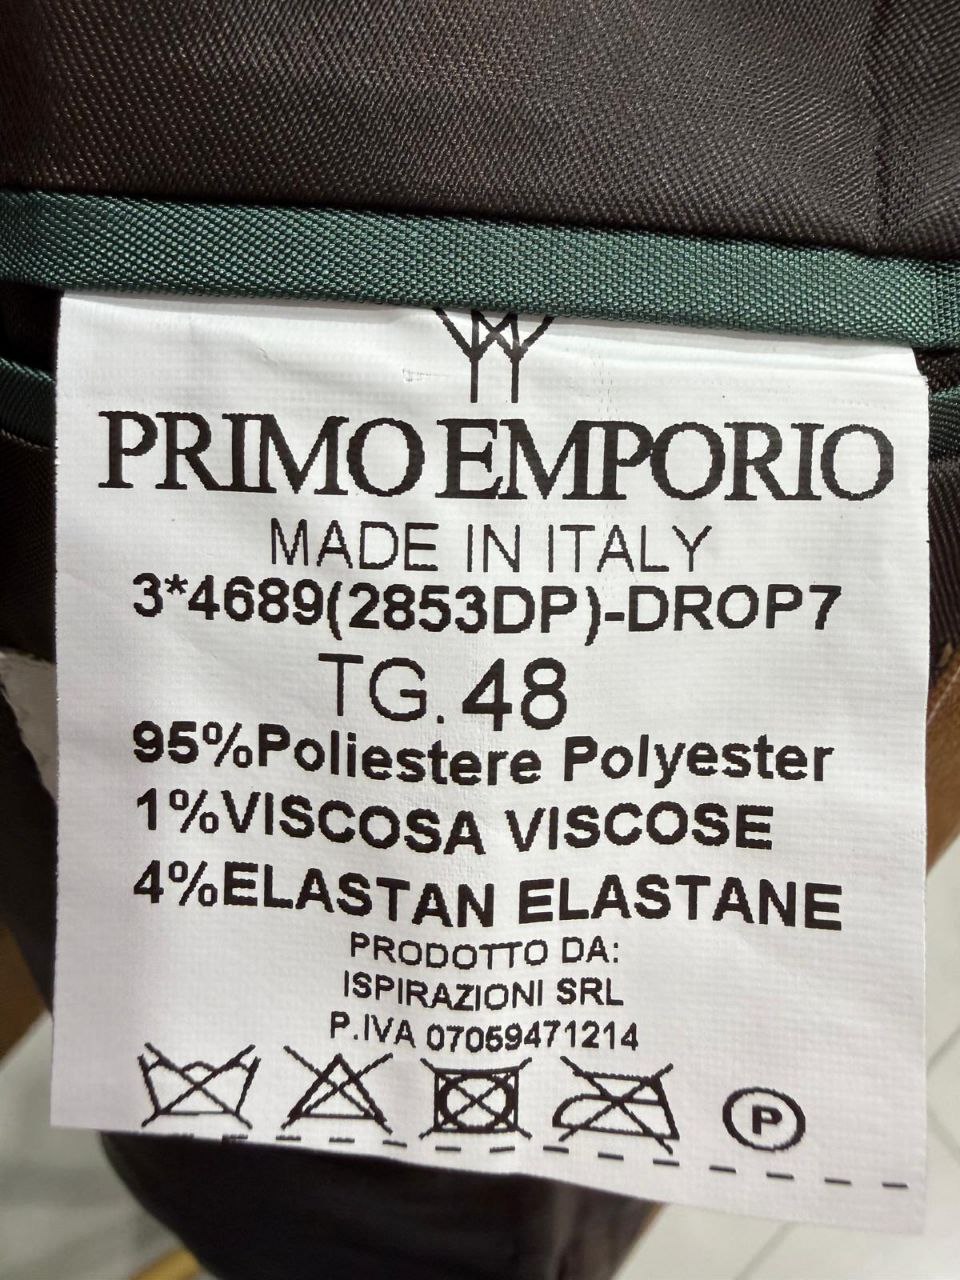 PRIMO EMPORIO
MADE IN ITALY
3*4689(2853DP)-DROP7
TG. 48
95%Poliestere Polyester
1%VISCOSA VISCOSE
4%ELASTAN ELASTANE
PRODOTTO DA:
ISPIRAZIONI SRL
P.IVA 07059471214
P